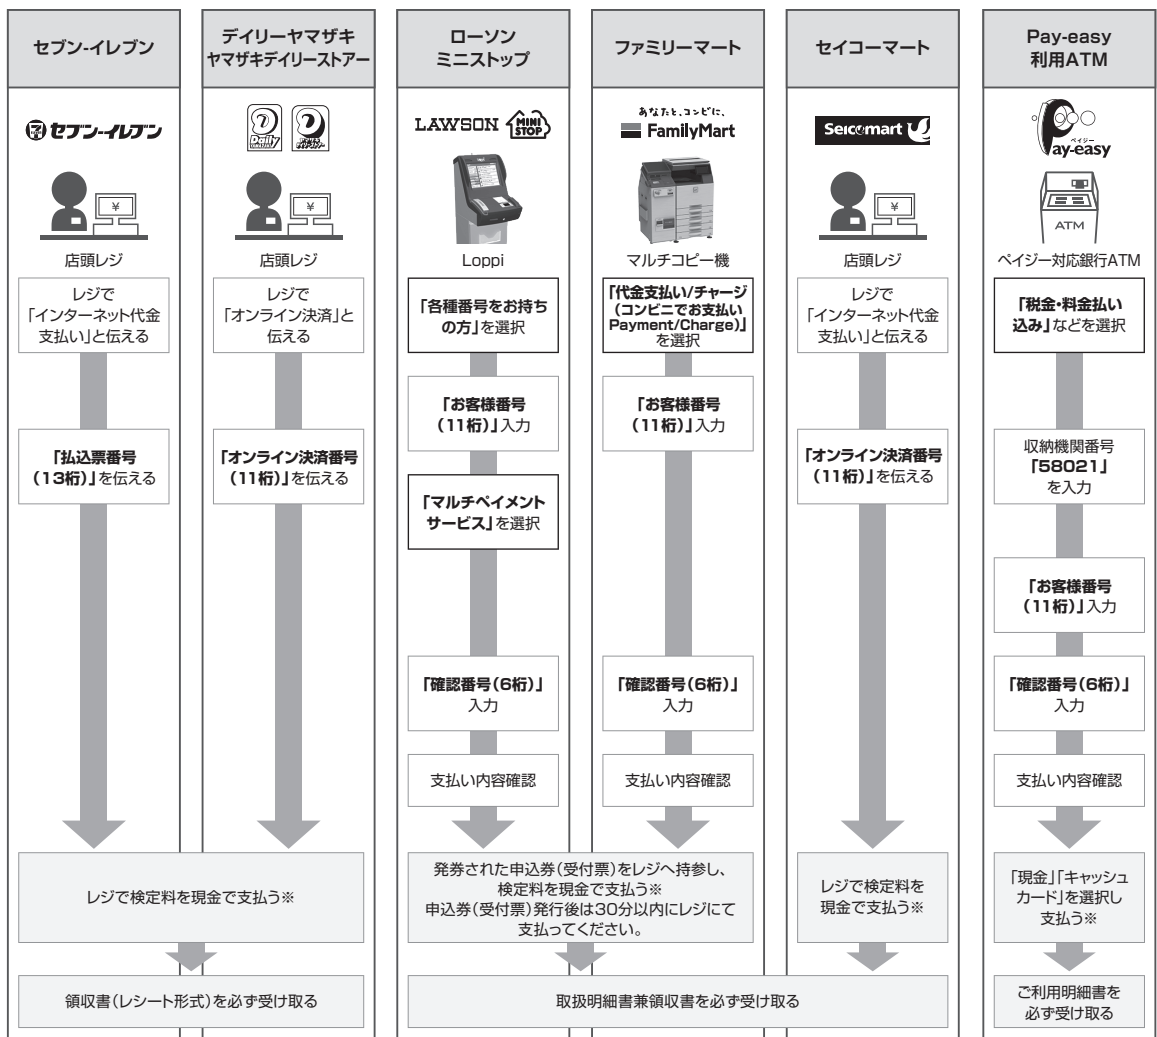 セブン-イレブン
デイリーヤマザキ
ヤマザキデイリーストアー
ローソン
ミニストップ
ファミリーマート
セイコーマート
Pay-easy
利用ATM
セブン-イレブン
Daily
LAWSON
MINI
STOP
あなたと、コンビに、
FamilyMart
Seicomart
ペイジー
Pay-easy
¥
¥
¥
ATM
店頭レジ
店頭レジ
Loppi
マルチコピー機
店頭レジ
ペイジー対応銀行ATM
レジで
「インターネット代金
支払い」と伝える
レジで
「オンライン決済」と
伝える
「各種番号をお持ち
の方」を選択
「代金支払い/チャージ
(コンビニでお支払い
Payment/Charge)」
を選択
レジで
「インターネット代金
支払い」と伝える
「税金・料金払い
込み」などを選択
「お客様番号
(11桁)」入力
「お客様番号
(11桁)」入力
「払込票番号
(13桁)」を伝える
「オンライン決済番号
(11桁)」を伝える
「マルチペイメント
サービス」を選択
「オンライン決済番号
(11桁)」を伝える
収納機関番号
「58021」
を入力
「お客様番号
(11桁)」入力
「確認番号(6桁)」
入力
「確認番号(6桁)」
入力
「確認番号(6桁)」
入力
支払い内容確認
支払い内容確認
支払い内容確認
レジで検定料を現金で支払う※
発券された申込券(受付票)をレジへ持参し、
検定料を現金で支払う※
申込券(受付票)発行後は30分以内にレジにて
支払ってください。
レジで検定料を
現金で支払う※
「現金」「キャッシュ
カード」を選択し
支払う※
領収書(レシート形式)を必ず受け取る
取扱明細書兼領収書を必ず受け取る
ご利用明細書を
必ず受け取る